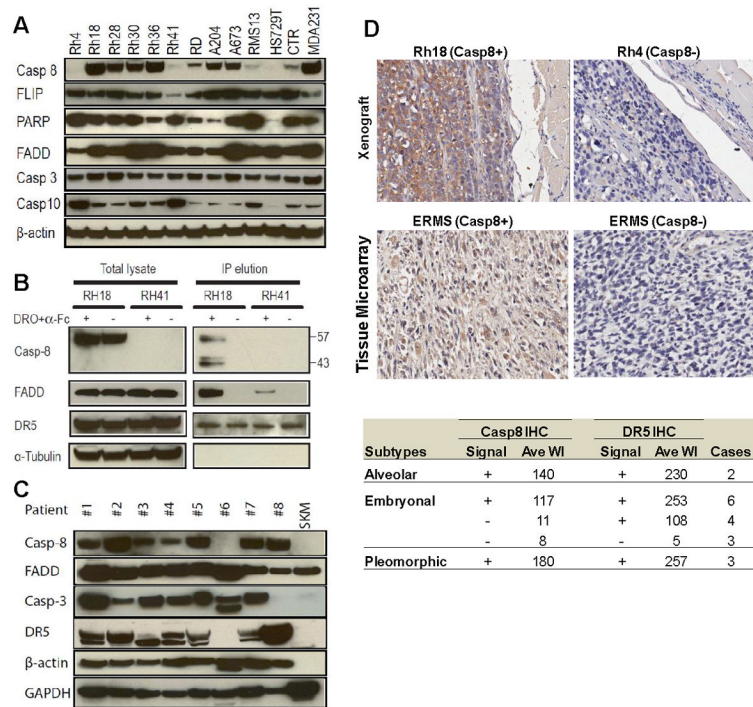 A
Rh4 Rh18 Rh28 Rh30 Rh36 Rh41 RD A204 A673 RMS13 HS729T CTR MDA231
Casp 8
FLIP
PARP
FADD
Casp 3
Casp10
β-actin
B
Total lysate IP elution
RH18 RH41 RH18 RH41
DRO+α-Fc + - + - + - + -
Casp-8
57
43
FADD
DR5
α-Tubulin
C
Patient #1 #2 #3 #4 #5 #6 #7 #8 SKM
Casp-8
FADD
Casp-3
DR5
β-actin
GAPDH
D
Rh18 (Casp8+) Rh4 (Casp8-)
Xenograft
ERMS (Casp8+) ERMS (Casp8-)
Tissue Microarray
Casp8 IHC DR5 IHC
Subtypes Signal Ave WI Signal Ave WI Cases
Alveolar + 140 + 230 2
Embryonal + 117 + 253 6
- 11 + 108 4
- 8 - 5 3
Pleomorphic + 180 + 257 3